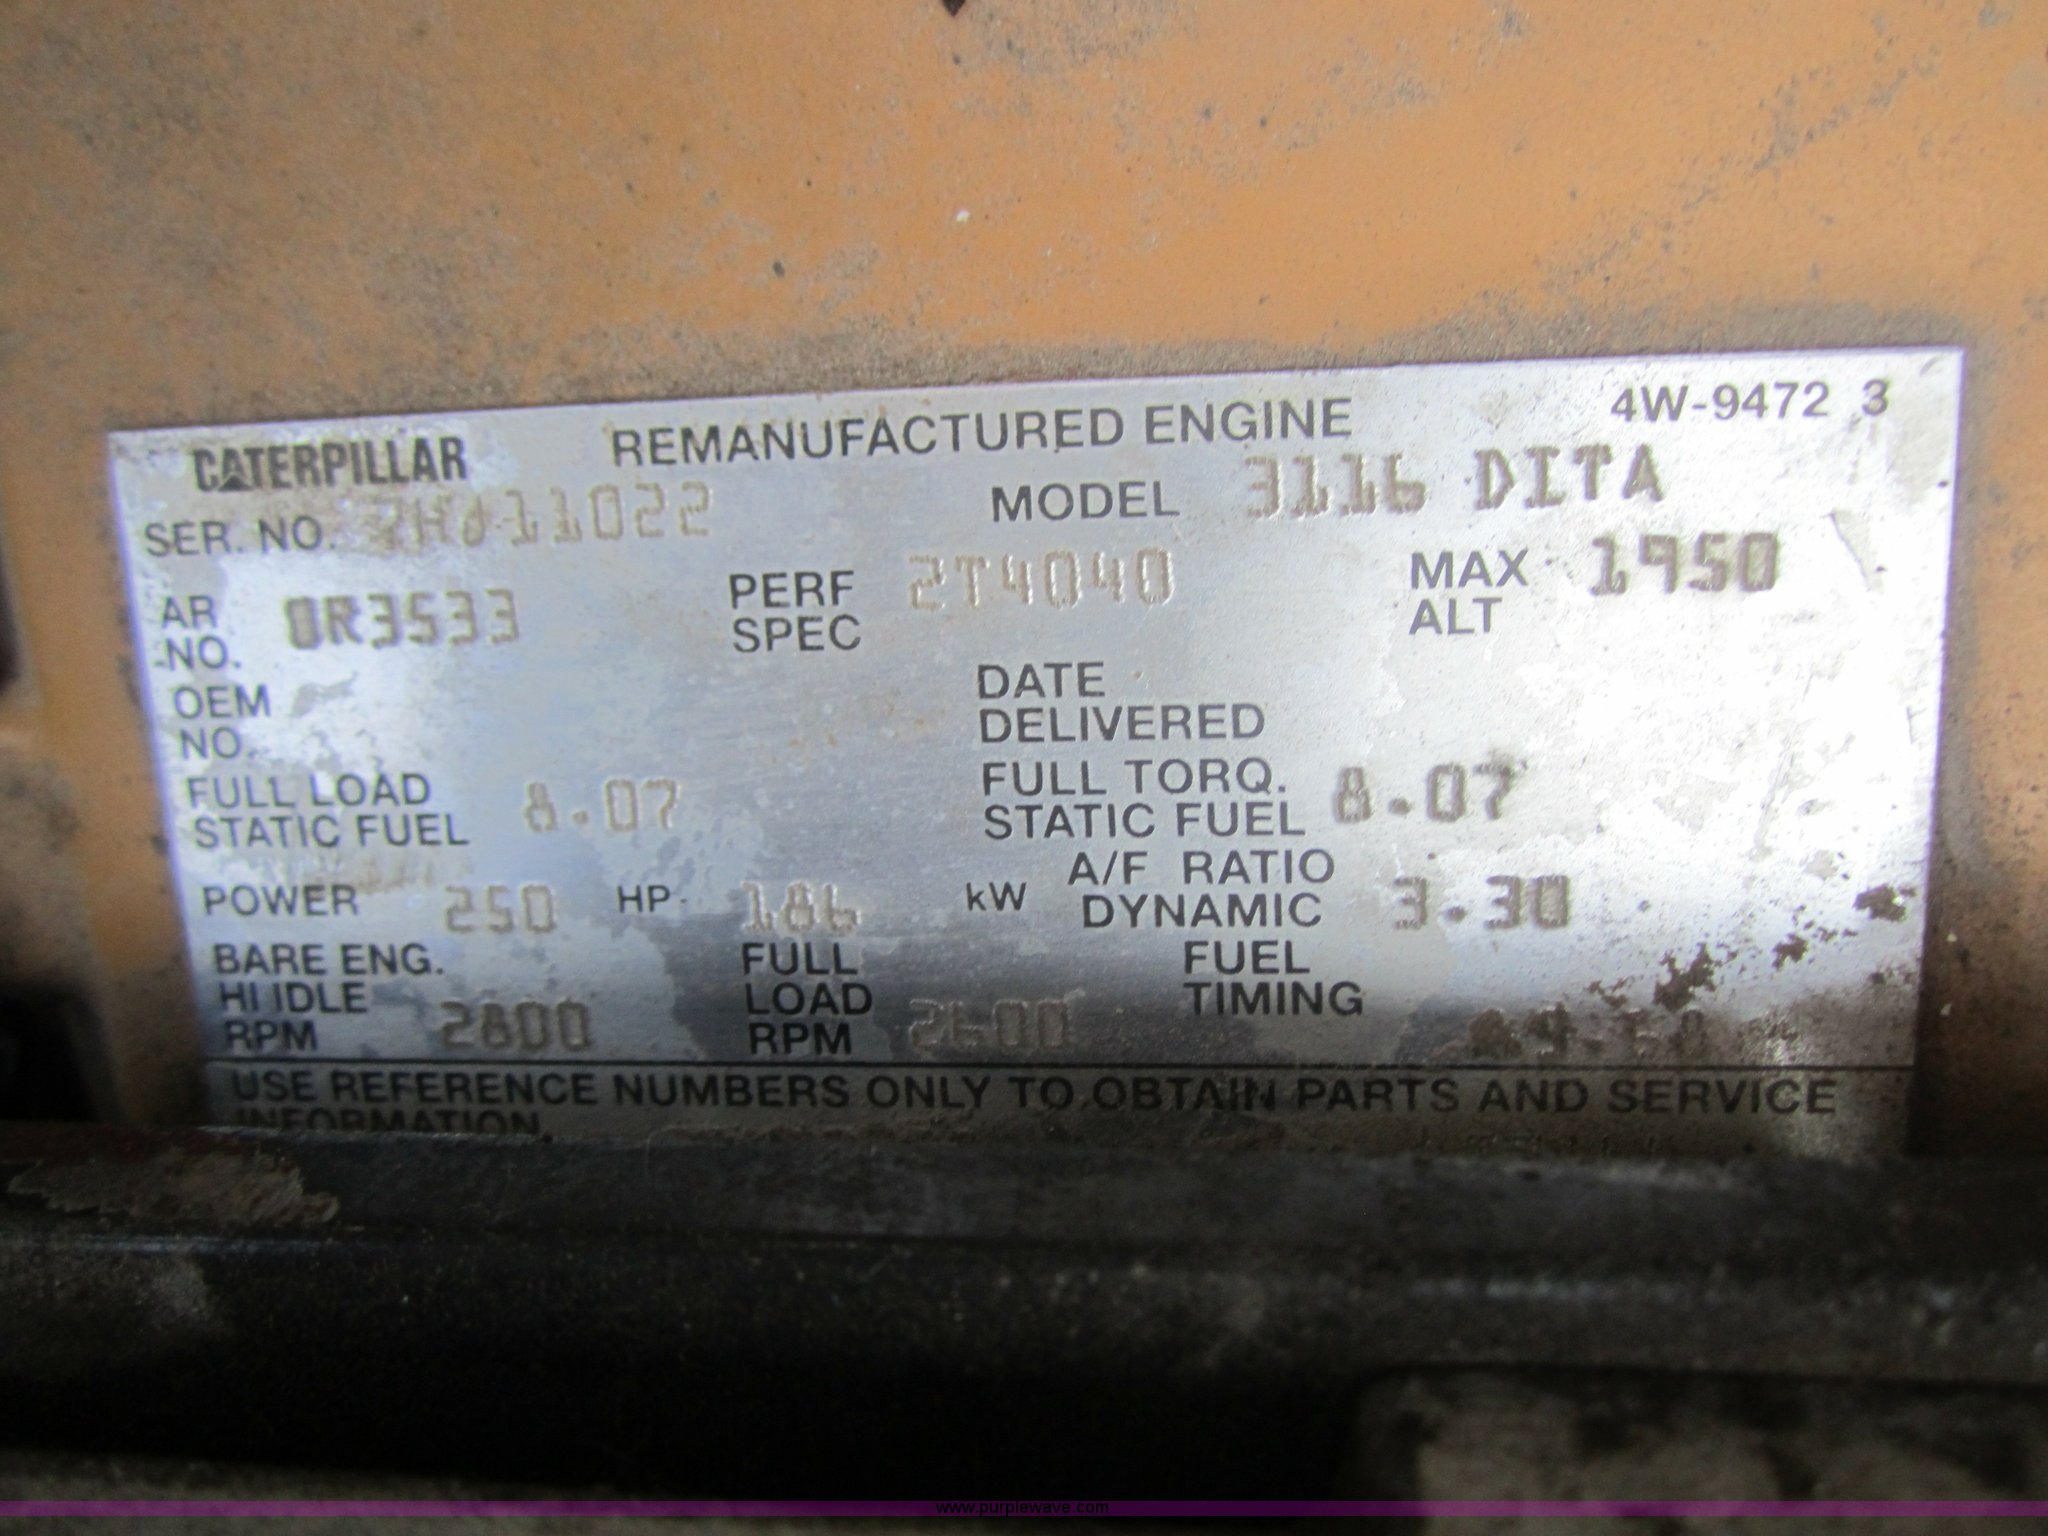 CATERPILLAR REMANUFACTURED ENGINE 4W-9472 3
SER. NO. 11022 MODEL 3116 DITA
AR NO. 0R3533 PERF SPEC 2T4040 MAX ALT 1950
OEM NO. DATE DELIVERED
FULL LOAD STATIC FUEL 8.07 FULL TORQ. STATIC FUEL 8.07
POWER 250 HP 186 kW A/F RATIO DYNAMIC 3.30
BARE ENG. HI IDLE RPM 2800 FULL LOAD RPM 2600 FUEL TIMING
USE REFERENCE NUMBERS ONLY TO OBTAIN PARTS AND SERVICE
INFORMATION.
www.purplewave.com